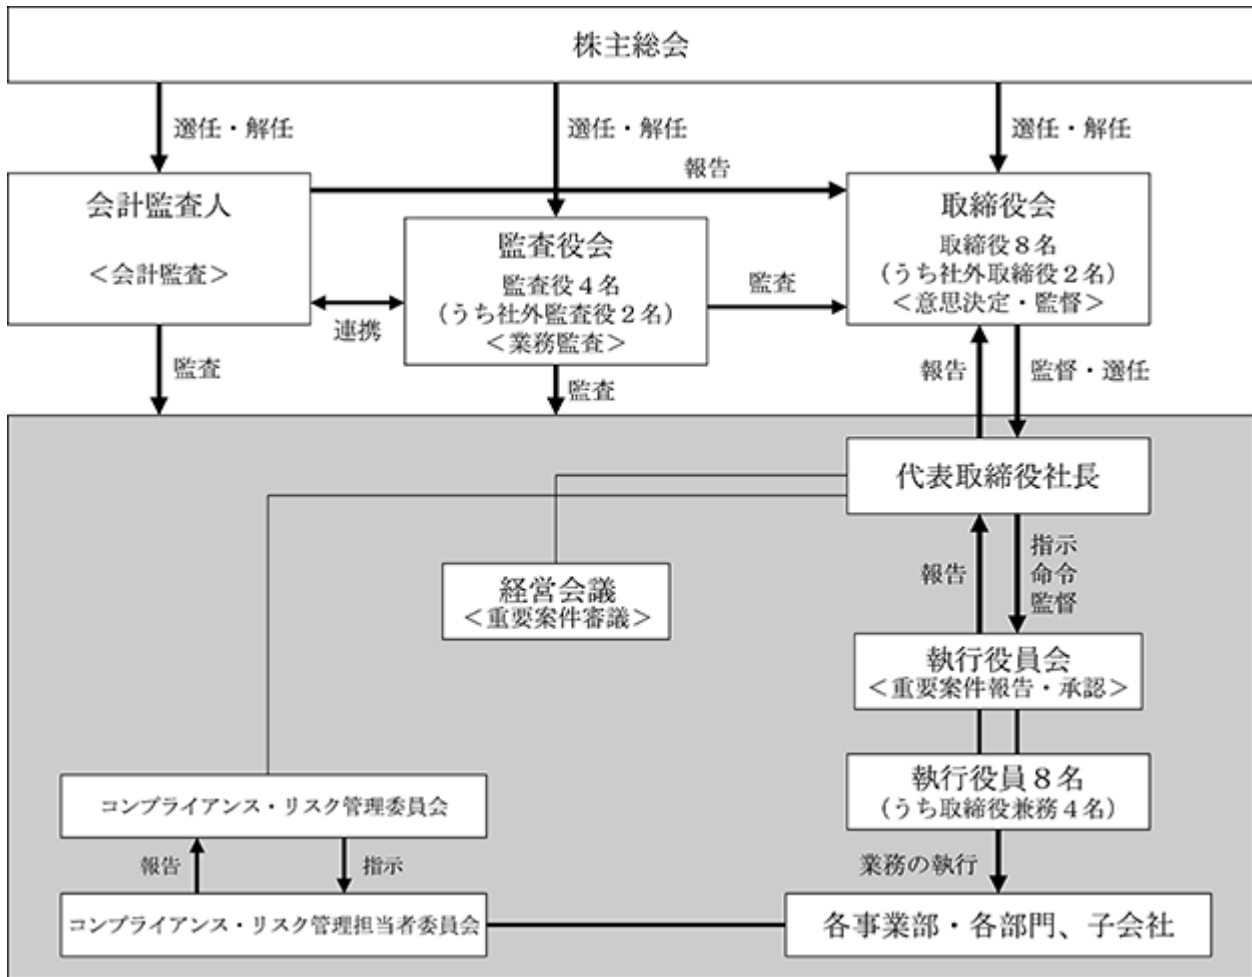 株主総会
選任・解任
選任・解任
選任・解任
報告
会計監査人
＜会計監査＞
監査役会
監査役４名
（うち社外監査役２名）
＜業務監査＞
取締役会
取締役８名
（うち社外取締役２名）
＜意思決定・監督＞
連携
監査
監査
監査
報告
監督・選任
代表取締役社長
経営会議
＜重要案件審議＞
報告
指示
命令
監督
執行役員会
＜重要案件報告・承認＞
執行役員８名
（うち取締役兼務４名）
コンプライアンス・リスク管理委員会
報告
指示
業務の執行
コンプライアンス・リスク管理担当者委員会
各事業部・各部門、子会社